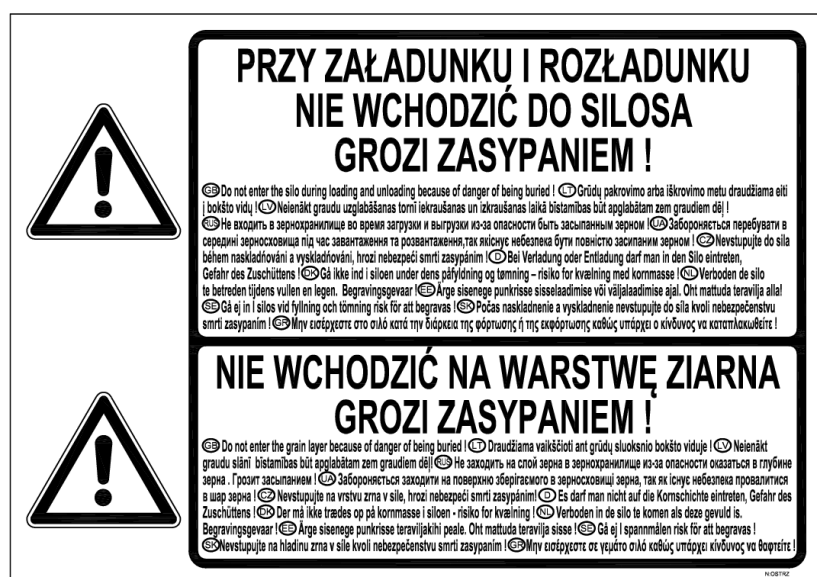 PRZY ZAŁADUNKU I ROZŁADUNKU
NIE WCHODZIĆ DO SILOSA
GROZI ZASYPANIEM !
GB Do not enter the silo during loading and unloading because of danger of being buried ! LT Grūdų pakrovimo arba iškrovimo metu draudžiama eiti
į bokšto vidų ! LV Neienākt graudu uzglabāšanas tornī iekraušanas un izkraušanas laikā bīstamības būt apglabātam zem graudiem dēļ !
RUS Не входить в зернохранилище во время загрузки и выгрузки из-за опасности быть засыпанным зерном ! UA Забороняється перебувати в
середині зерносховища під час завантаження та розвантаження,так якіснує небезпека бути повністю засипаним зерном ! CZ Nevstupujte do sila
během naskladňování a vyskladňování, hrozi nebezpečí smrti zasypáním ! D Bei Verladung oder Entladung darf man in den Silo eintreten,
Gefahr des Zuschüttens ! DK Gå ikke ind i siloen under dens påfyldning og tømning – risiko for kvælning med kornmasse ! NL Verboden de silo
te betreden tijdens vullen en legen. Begravingsgevaar ! EE Ärge sisenege punkrisse sisselaadimise või väljalaadimise ajal. Oht mattuda teravilja alla!
SE Gå ej in I silos vid fyllning och tömning risk för att begravas ! SK Počas naskladnenie a vyskladnenie nevstupujte do síla kvoli nebezpečenstvu
smrti zasypaním ! GR Μην εισέρχεστε στο σιλό κατά την διάρκεια της φόρτωσης ή της εκφόρτωσης καθώς υπάρχει ο κίνδυνος να καταπλακωθείτε !
NIE WCHODZIĆ NA WARSTWĘ ZIARNA
GROZI ZASYPANIEM !
GB Do not enter the grain layer because of danger of being buried ! LT Draudžiama vaikščioti ant grūdų sluoksnio bokšto viduje ! LV Neienākt
graudu slānī bīstamības būt apglabātam zem graudiem dēļ! RUS Не заходить на слой зерна в зернохранилище из-за опасности оказаться в глубине
зерна . Грозит засыпанием ! UA Забороняється заходити на поверхню зберігаємого в зерносховищі зерна, так як існує небезпека провалитися
в шар зерна ! CZ Nevstupujte na vrstvu zrna v sile, hrozi nebezpečí smrti zasypánim! D Es darf man nicht auf die Kornschichte eintreten, Gefahr des
Zuschüttens ! DK Der må ikke trædes op på kornmasse i siloen - risiko for kvælning ! NL Verboden in de silo te komen als deze gevuld is.
Begravingsgevaar ! EE Ärge sisenege punkrisse teraviljakihi peale. Oht mattuda teravilja sisse ! SE Gå ej I spannmålen risk för att begravas !
SK Nevstupujte na hladinu zrna v síle kvoli nebezpečenstvu smrti zasypaním ! GR Μην εισέρχεστε σε γεμάτο σιλό καθώς υπάρχει κίνδυνος να θαφτείτε !
N.OSTRZ